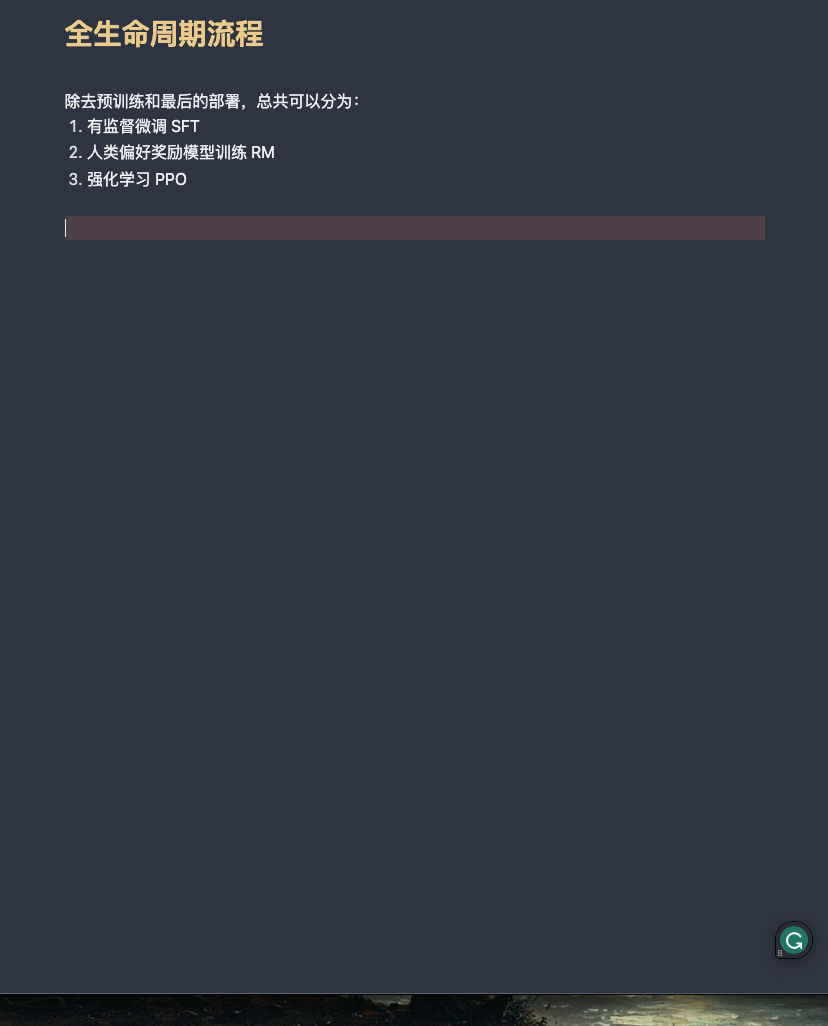 全生命周期流程
除去预训练和最后的部署，总共可以分为：
1. 有监督微调 SFT
2. 人类偏好奖励模型训练 RM
3. 强化学习 PPO